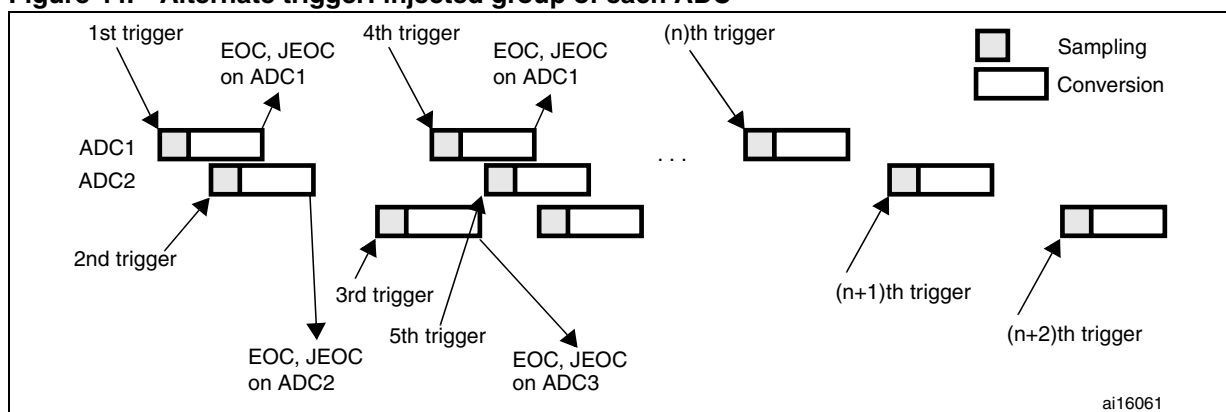 Figure 44. Alternate trigger: injected group of each ADC
1st trigger
EOC, JEOC
on ADC1
4th trigger
EOC, JEOC
on ADC1
(n)th trigger
Sampling
Conversion
ADC1
ADC2
. . .
2nd trigger
3rd trigger
5th trigger
(n+1)th trigger
(n+2)th trigger
EOC, JEOC
on ADC2
EOC, JEOC
on ADC3
ai16061